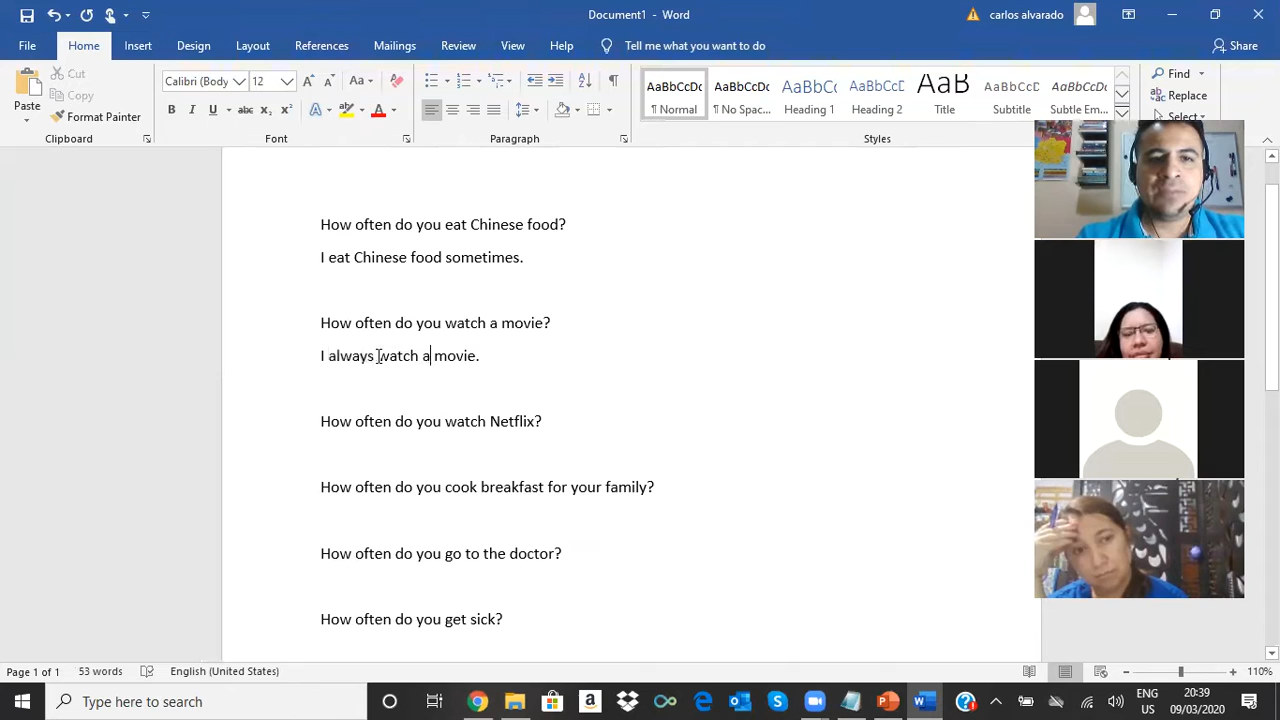 Document1 - Word
carlos alvarado
File Home Insert Design Layout References Mailings Review View Help Tell me what you want to do Share
Paste
Cut
Copy
Format Painter
Clipboard
Calibri (Body 12
Font
Paragraph
AaBbCcDc AaBbCcDc AaBbCc AaBbCcD AaB AaBbCcD AaBbCcDc
¶ Normal ¶ No Spac... Heading 1 Heading 2 Title Subtitle Subtle Em...
Styles
Find
Replace
Select
How often do you eat Chinese food?
I eat Chinese food sometimes.
How often do you watch a movie?
I always watch a movie.
How often do you watch Netflix?
How often do you cook breakfast for your family?
How often do you go to the doctor?
How often do you get sick?
Page 1 of 1 53 words English (United States) 110%
Type here to search
ENG
US
20:39
09/03/2020